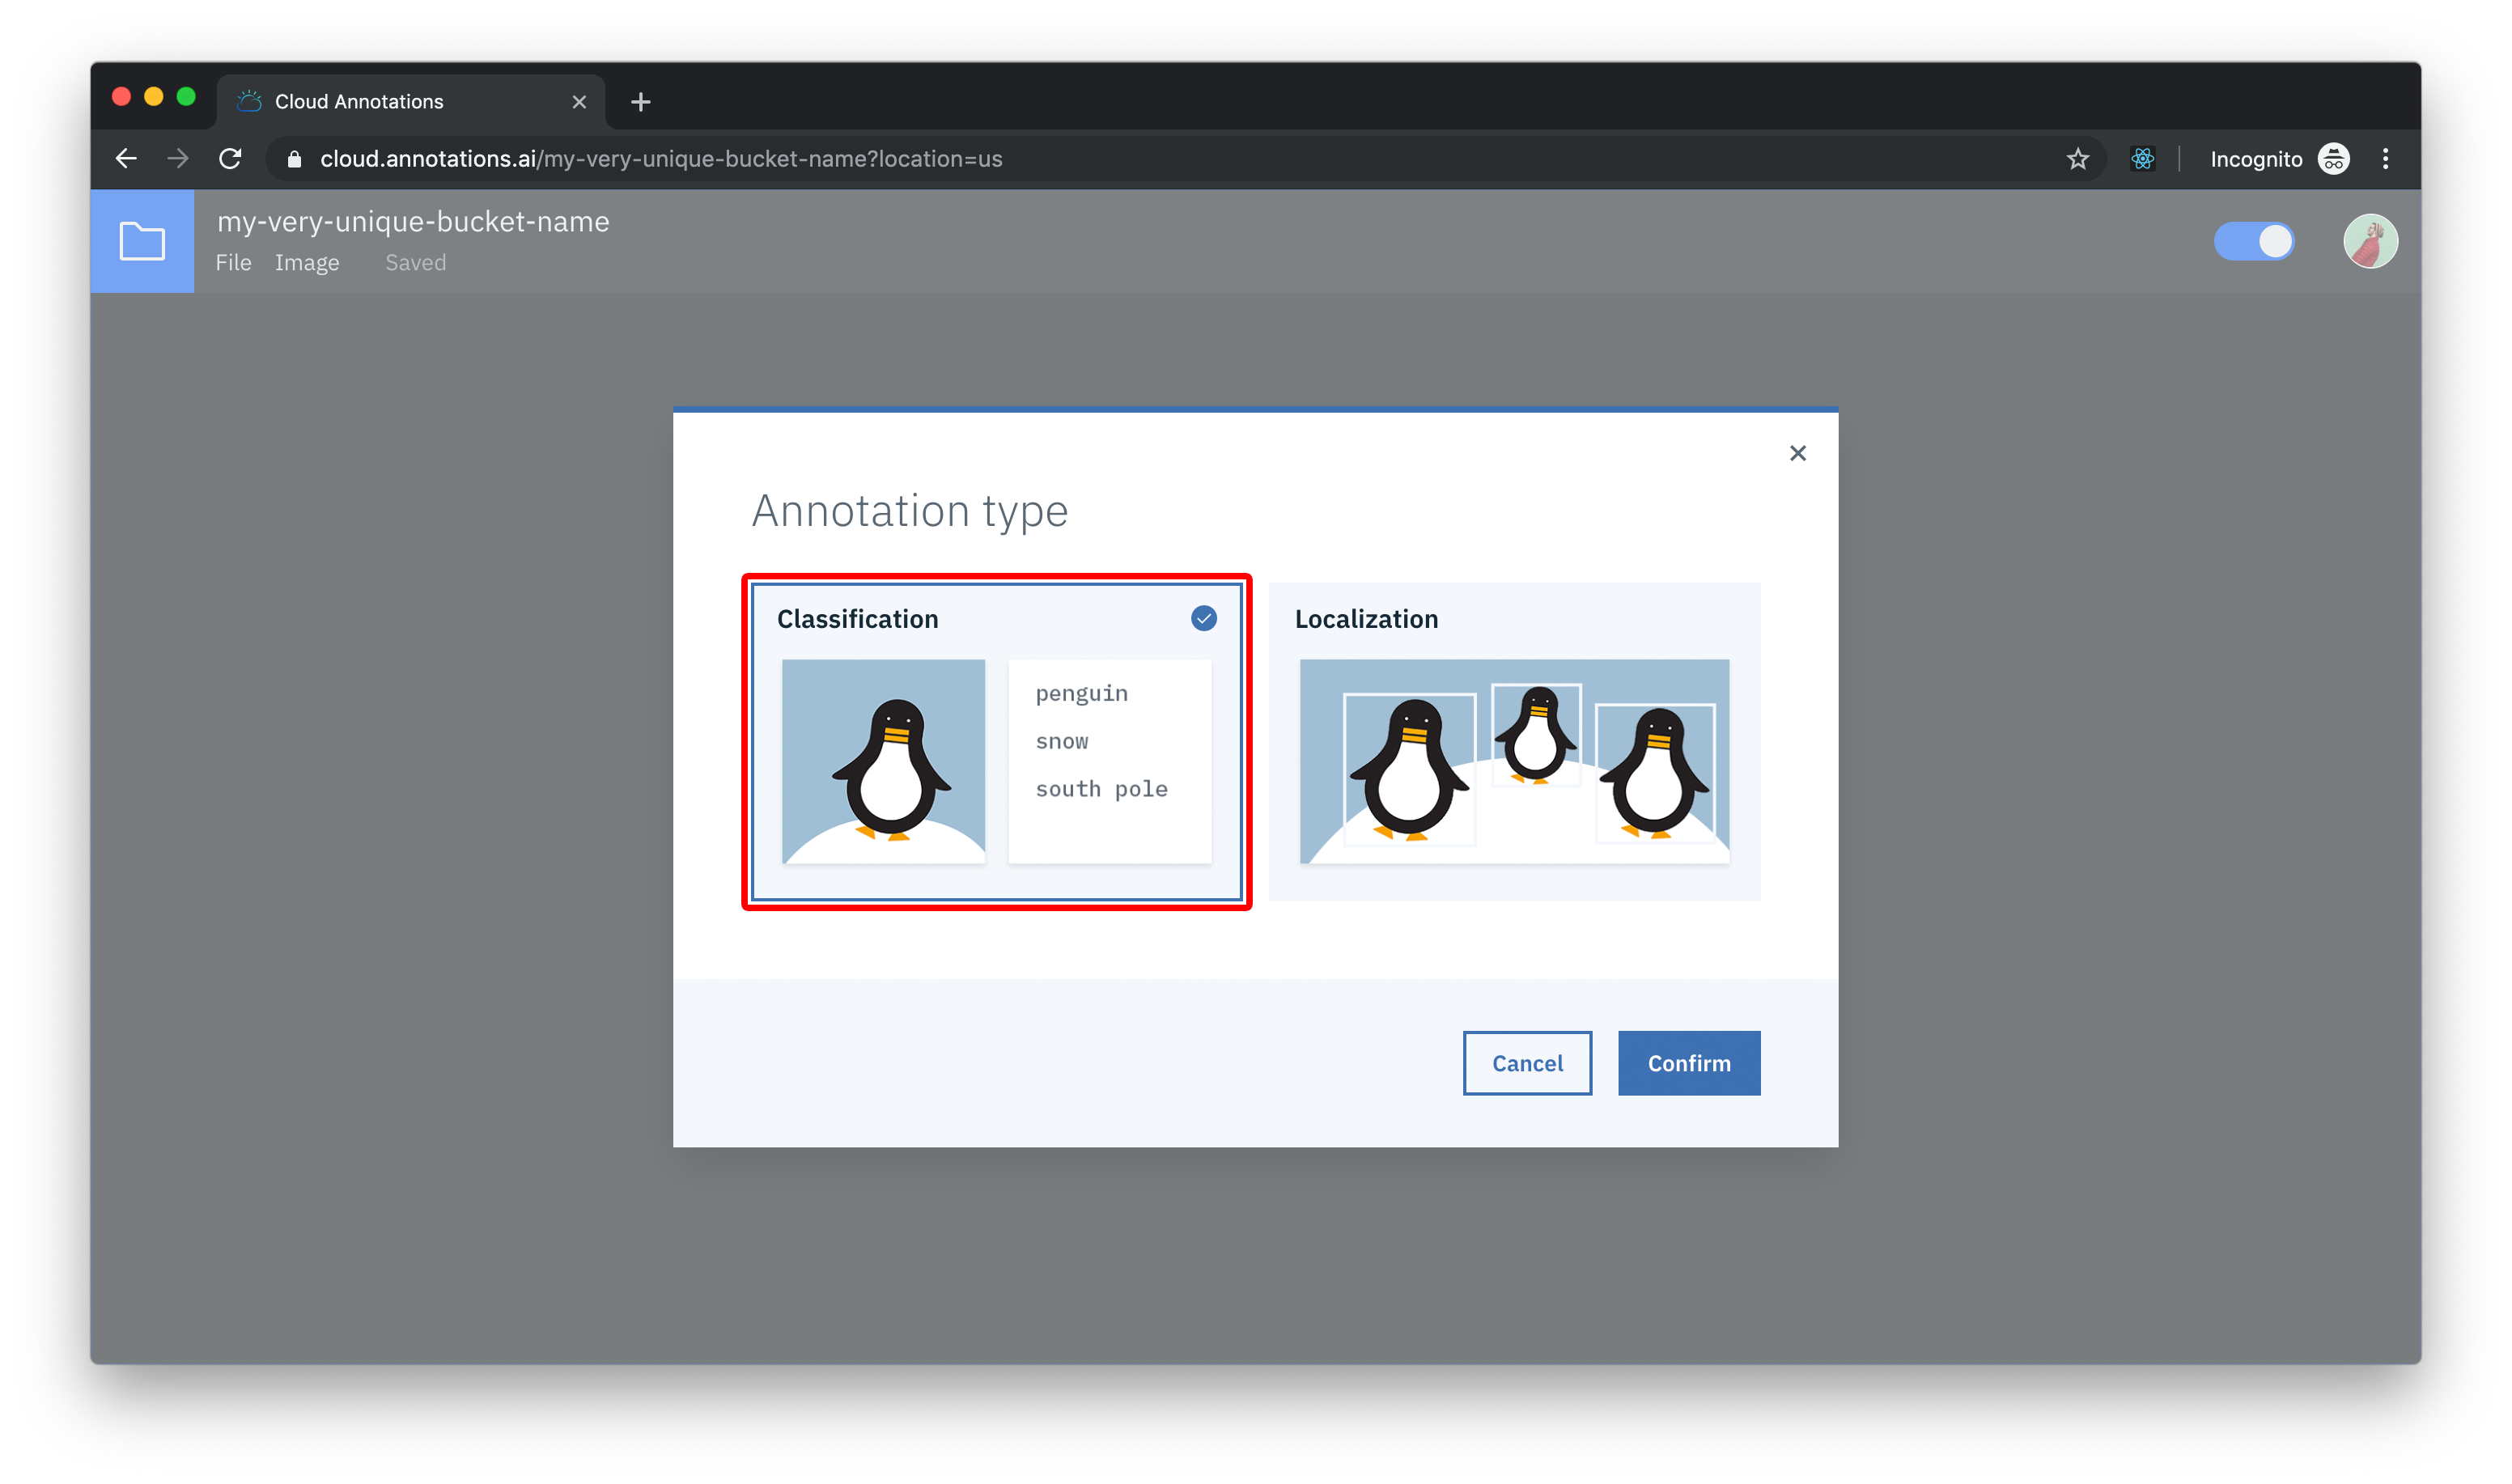 Cloud Annotations
cloud.annotations.ai/my-very-unique-bucket-name?location=us
Incognito
my-very-unique-bucket-name
File Image Saved
Annotation type
Classification
penguin
snow
south pole
Localization
Cancel Confirm